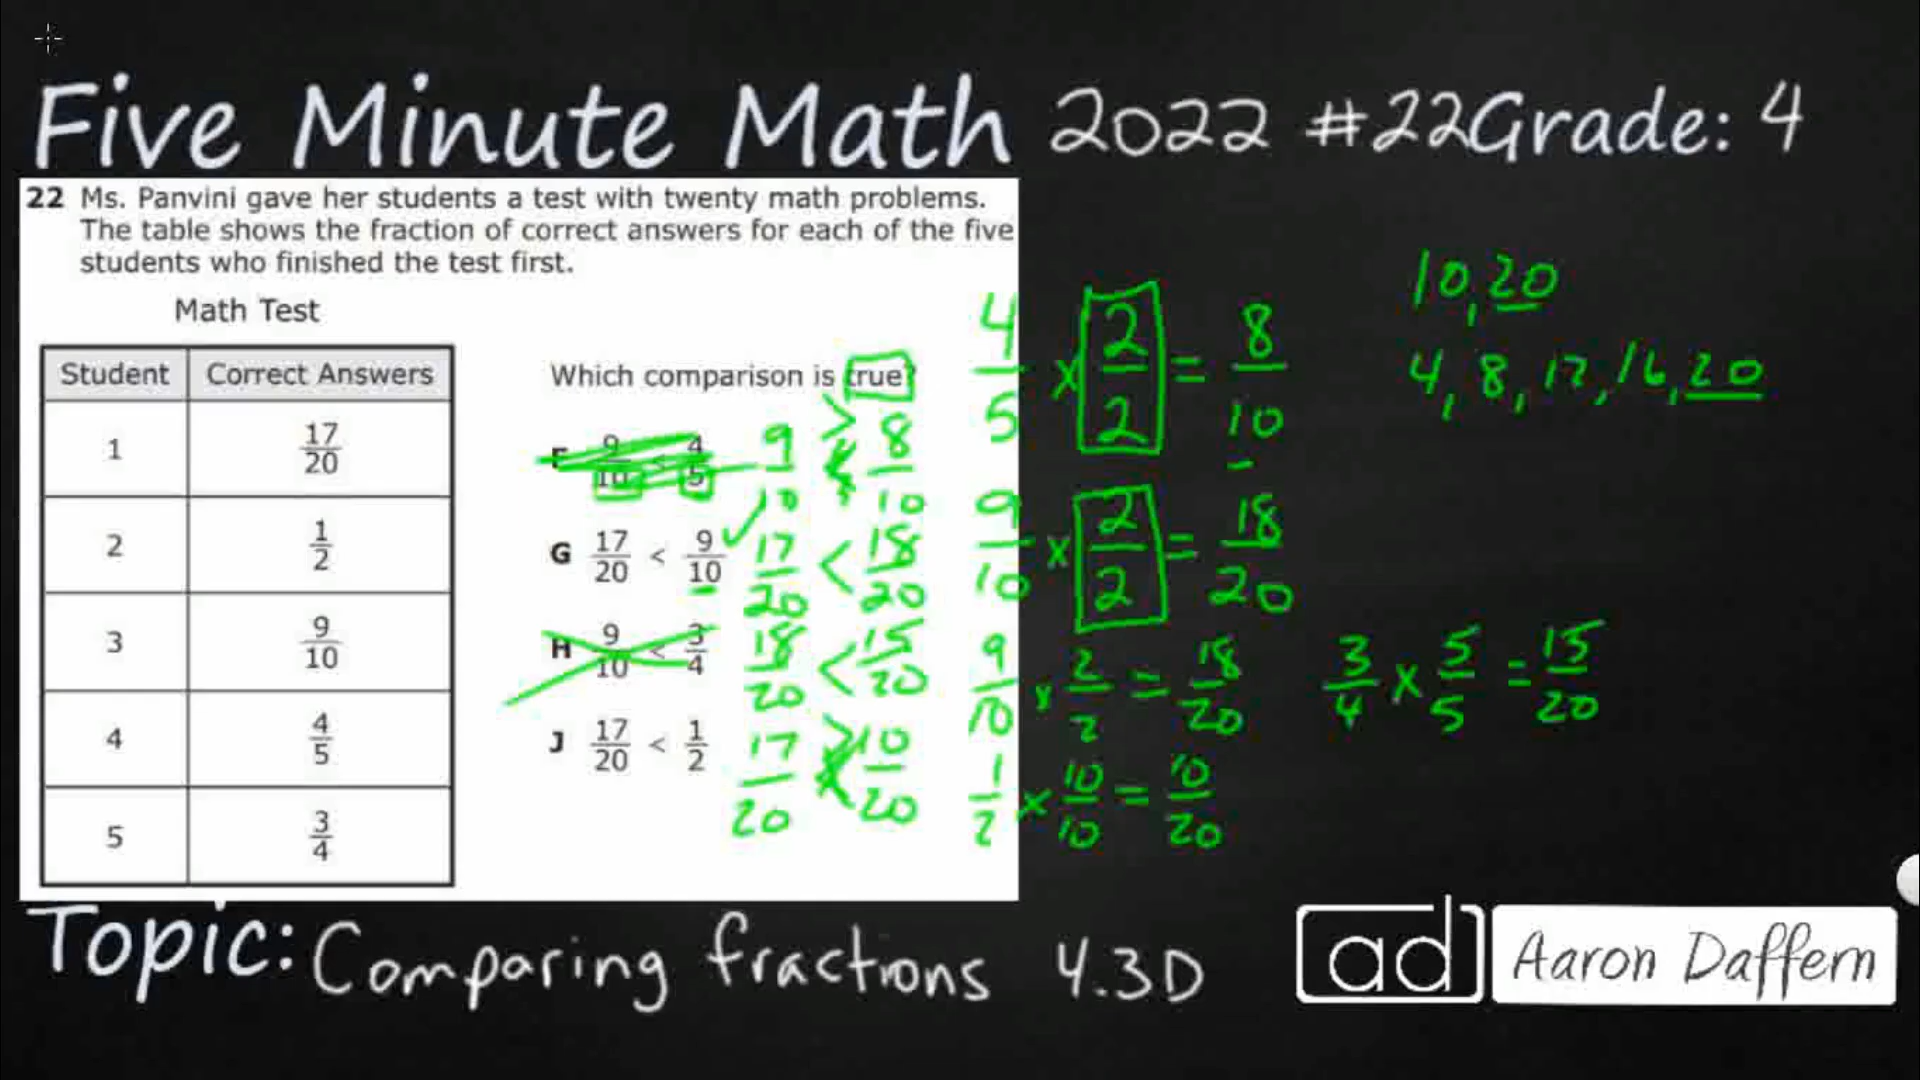 Five Minute Math 2022 #22 Grade: 4
22 Ms. Panvini gave her students a test with twenty math problems.
The table shows the fraction of correct answers for each of the five
students who finished the test first.
Math Test
Student Correct Answers
1 17/20
2 1/2
3 9/10
4 4/5
5 3/4
Which comparison is true?
F 9/10 < 4/5
G 17/20 < 9/10
H 9/10 < 3/4
J 17/20 < 1/2
9/10 > 8/10
17/20 < 18/20
18/20 < 15/20
17/20 > 10/20
4/5 × 2/2 = 8/10
9/10 × 2/2 = 18/20
9/10 × 2/2 = 18/20
1/2 × 10/10 = 10/20
10, 20
4, 8, 12, 16, 20
3/4 × 5/5 = 15/20
Topic: Comparing fractions 4.3D
ad Aaron Daffern